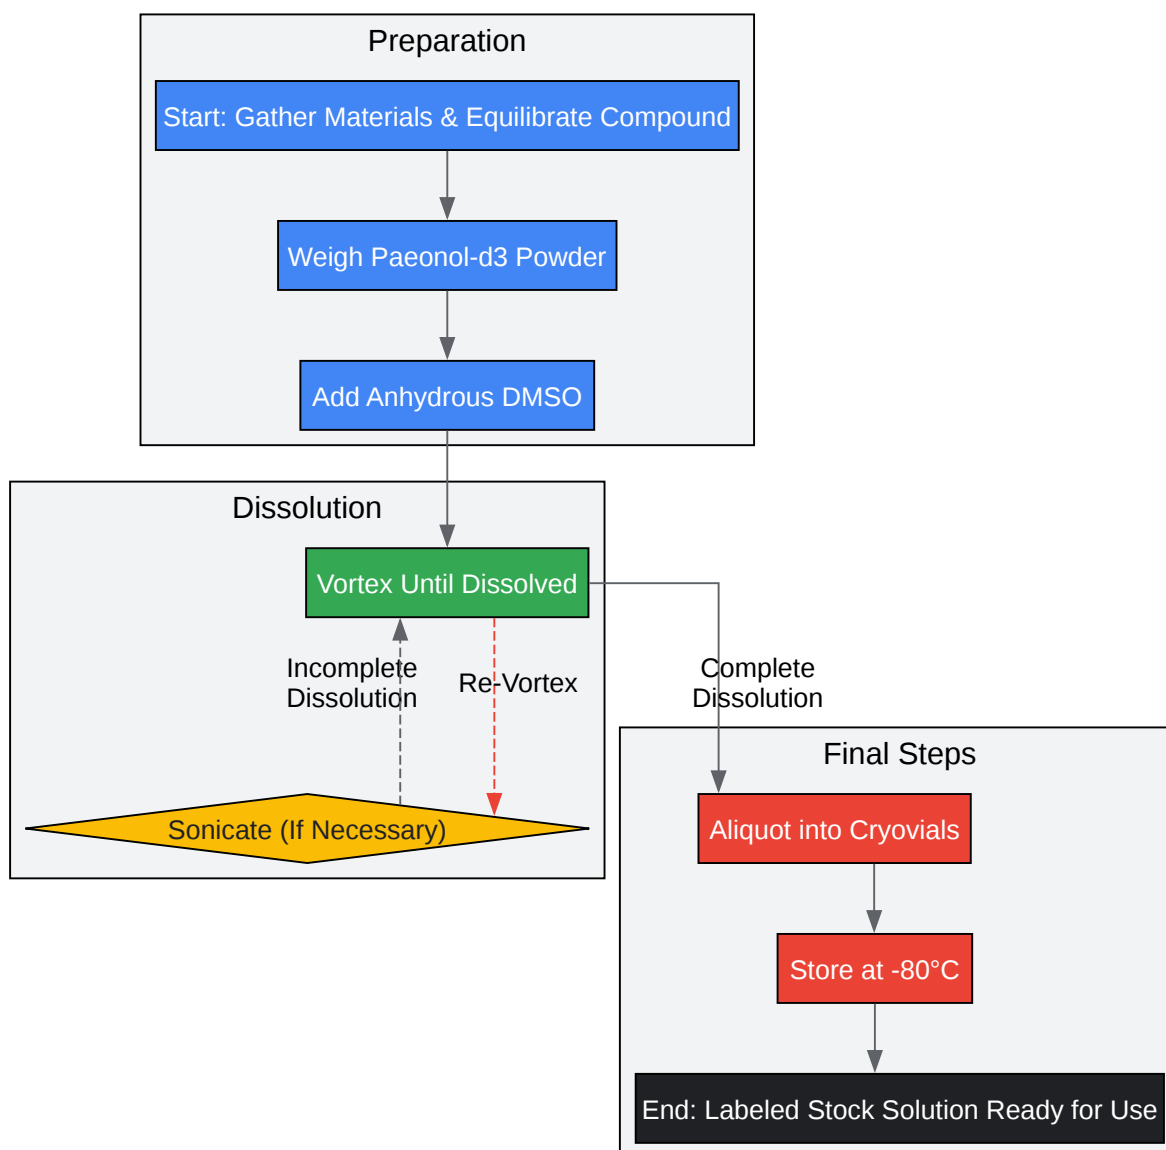 Preparation
Start: Gather Materials & Equilibrate Compound
Weigh Paeonol-d3 Powder
Add Anhydrous DMSO
Dissolution
Vortex Until Dissolved
Incomplete
Dissolution
Re-Vortex
Complete
Dissolution
Sonicate (If Necessary)
Final Steps
Aliquot into Cryovials
Store at -80°C
End: Labeled Stock Solution Ready for Use